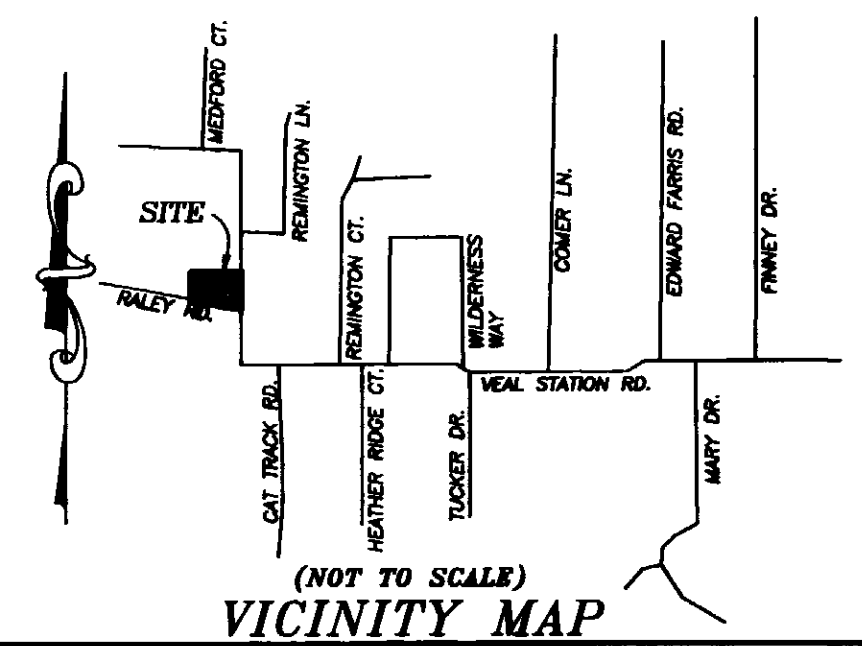 MEDFORD CT.
REMINGTON LN.
SITE
RALEY RD.
REMINGTON CT.
WILDERNESS
WAY
COMER LN.
EDWARD FARRIS RD.
FINNEY DR.
VEAL STATION RD.
CAT TRACK RD.
HEATHER RIDGE CT.
TUCKER DR.
MARY DR.
(NOT TO SCALE)
VICINITY MAP